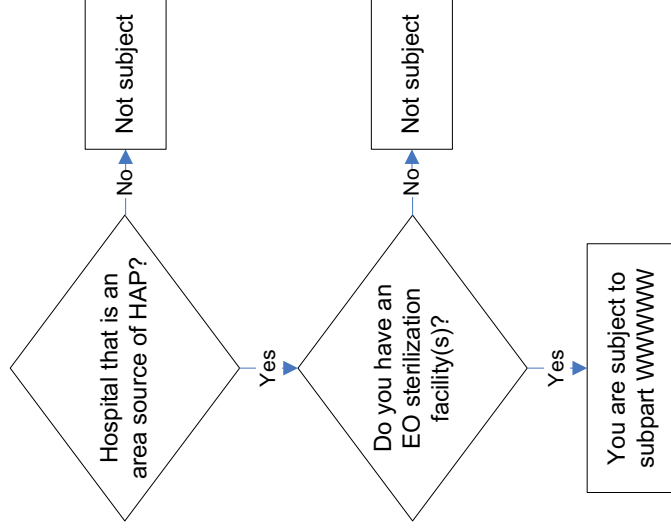 Hospital that is an
area source of HAP?
No
Not subject
Yes
Do you have an
EO sterilization
facility(s)?
No
Not subject
Yes
You are subject to
subpart WWWWW